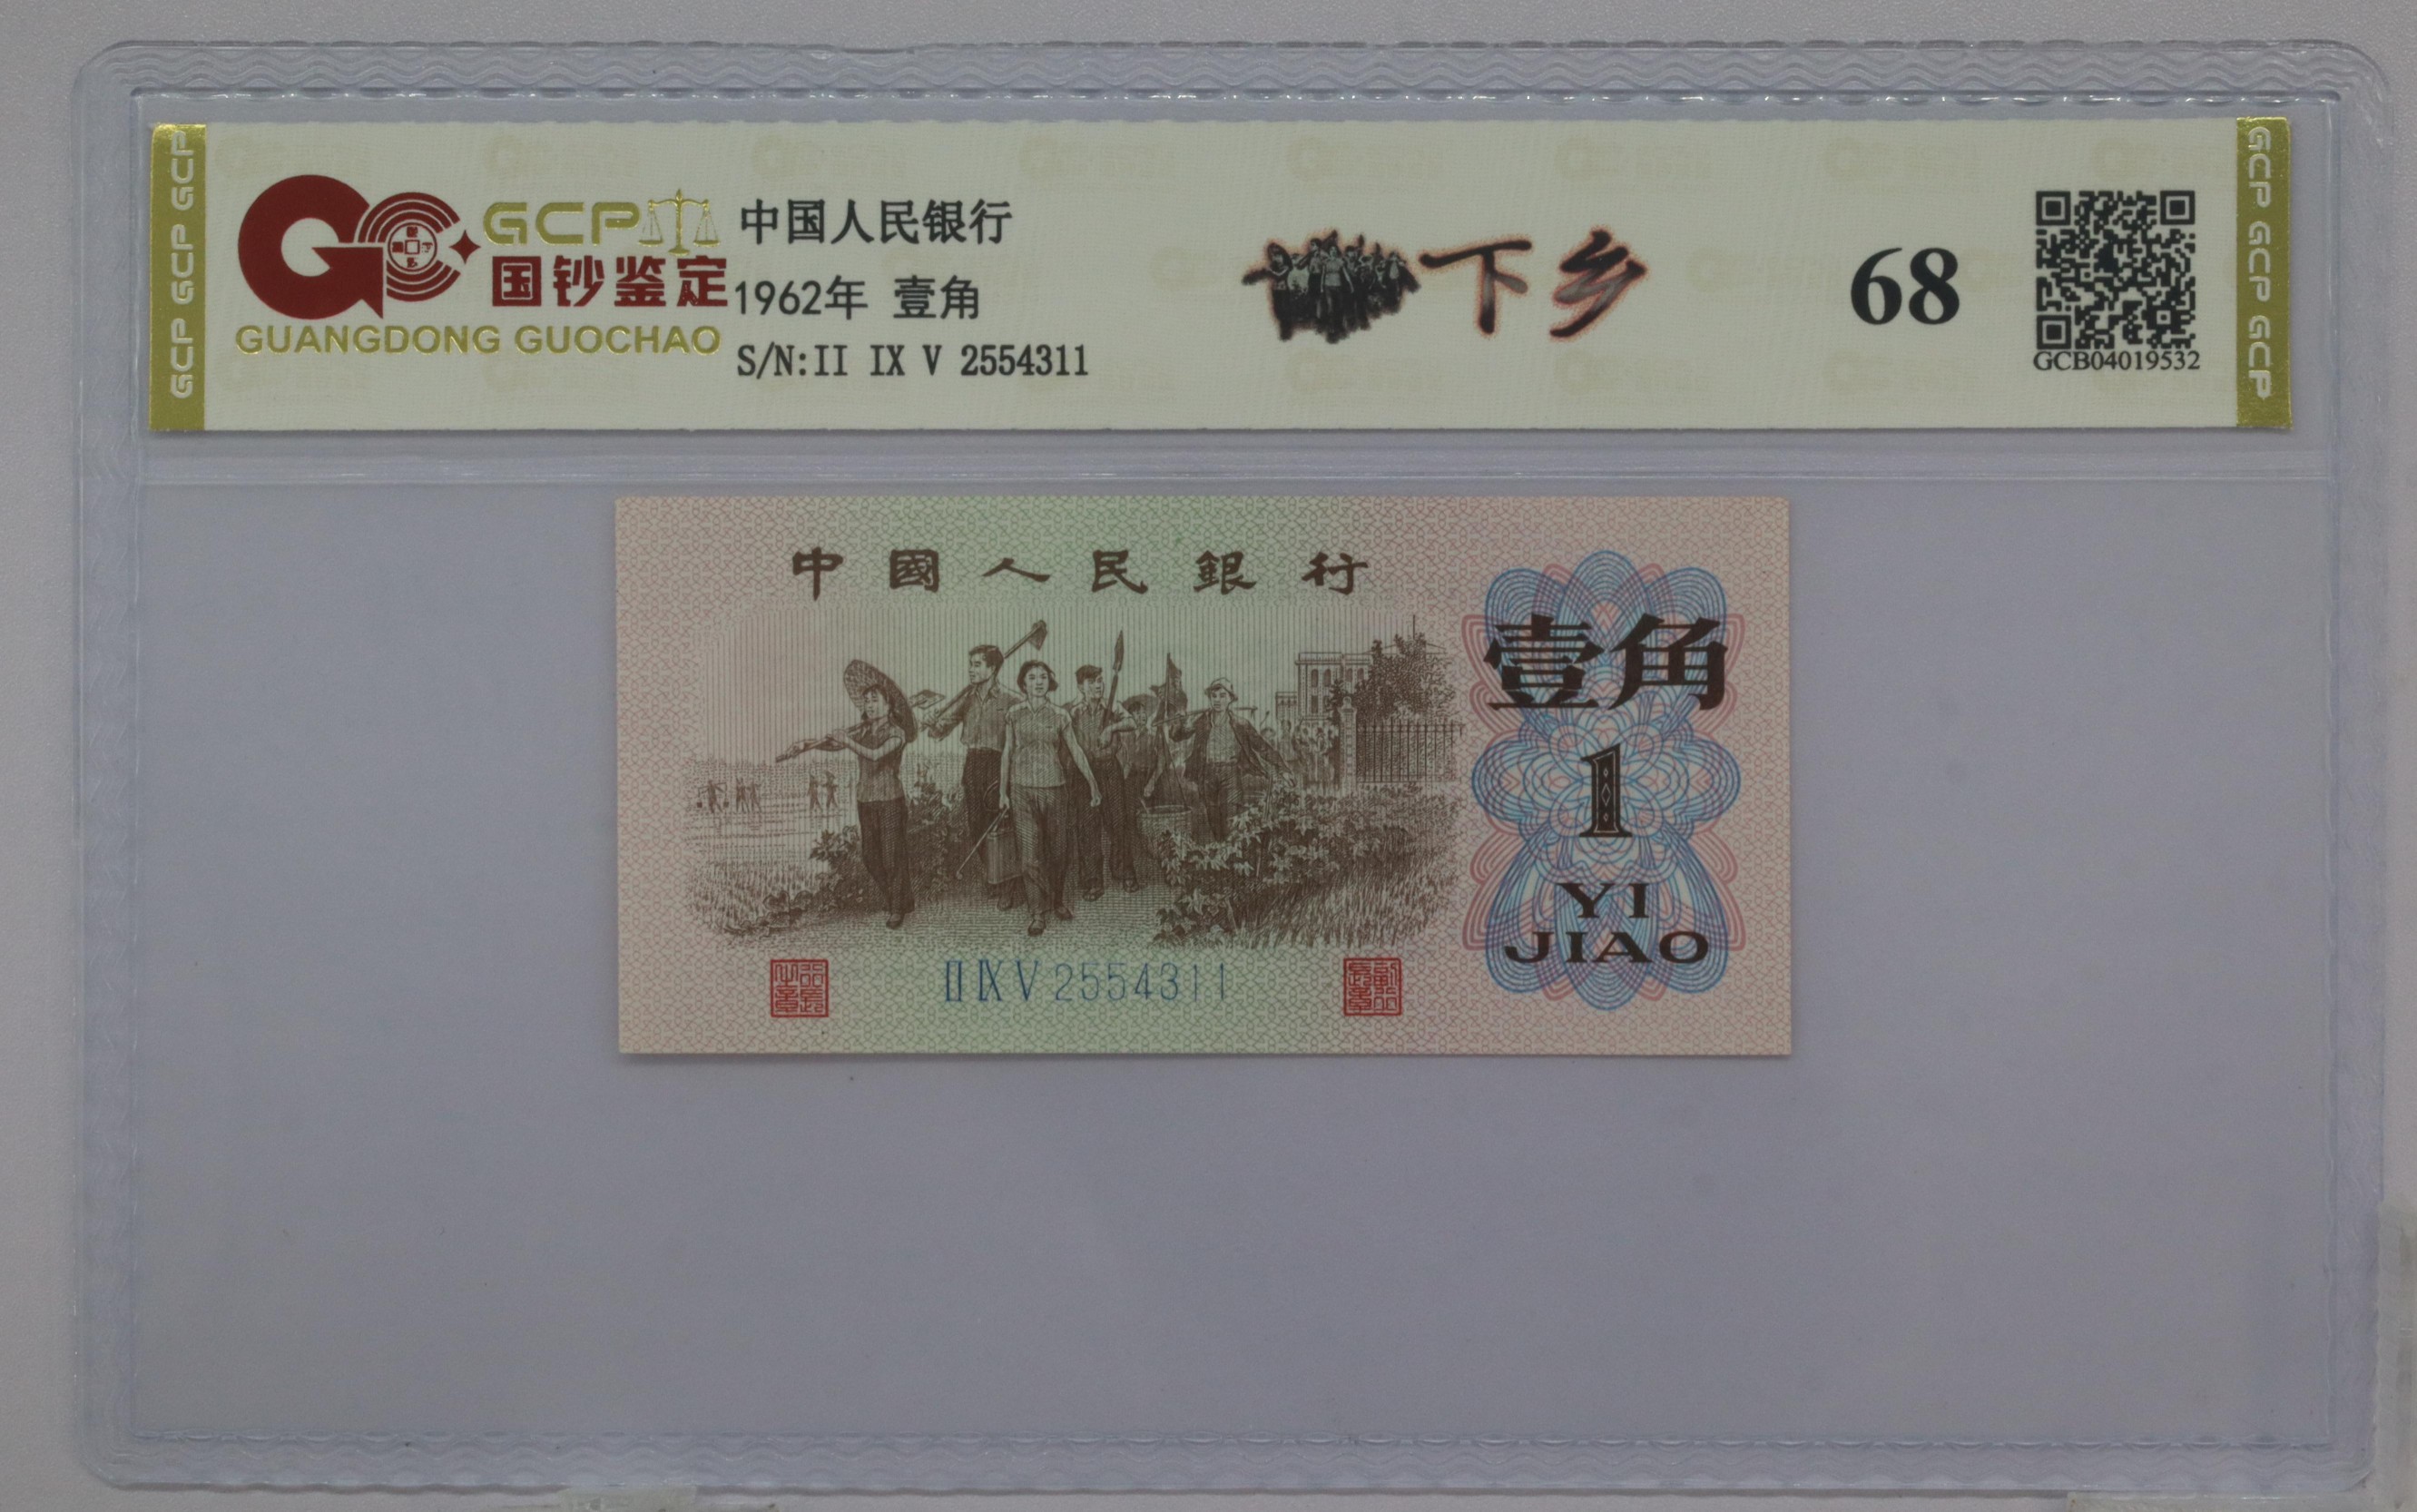 GCP GCP GCP
GCP
国钞鉴定
GUANGDONG GUOCHAO
中国人民银行
1962年 壹角
S/N:II IX V 2554311
下乡
68
GCB04019532
GCP GCP GCP
中國人民銀行
壹角
1
YI
JIAO
II IX V 2554311